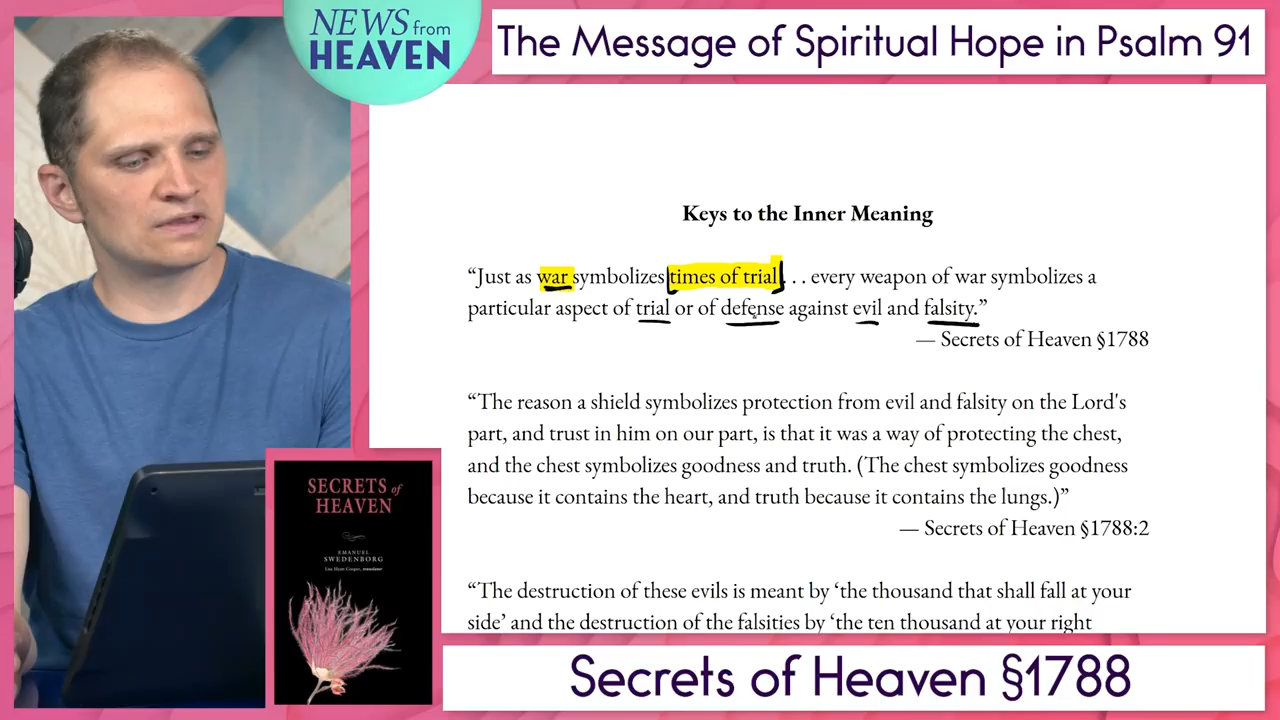 NEWS from
HEAVEN
The Message of Spiritual Hope in Psalm 91
Keys to the Inner Meaning
“Just as war symbolizes times of trial . . . every weapon of war symbolizes a
particular aspect of trial or of defense against evil and falsity.”
— Secrets of Heaven §1788
“The reason a shield symbolizes protection from evil and falsity on the Lord's
part, and trust in him on our part, is that it was a way of protecting the chest,
and the chest symbolizes goodness and truth. (The chest symbolizes goodness
because it contains the heart, and truth because it contains the lungs.)”
— Secrets of Heaven §1788:2
“The destruction of these evils is meant by ‘the thousand that shall fall at your
side’ and the destruction of the falsities by ‘the ten thousand at your right
SECRETS of
HEAVEN
EMANUEL
SWEDENBORG
Lisa Hyatt Cooper, translator
Secrets of Heaven §1788